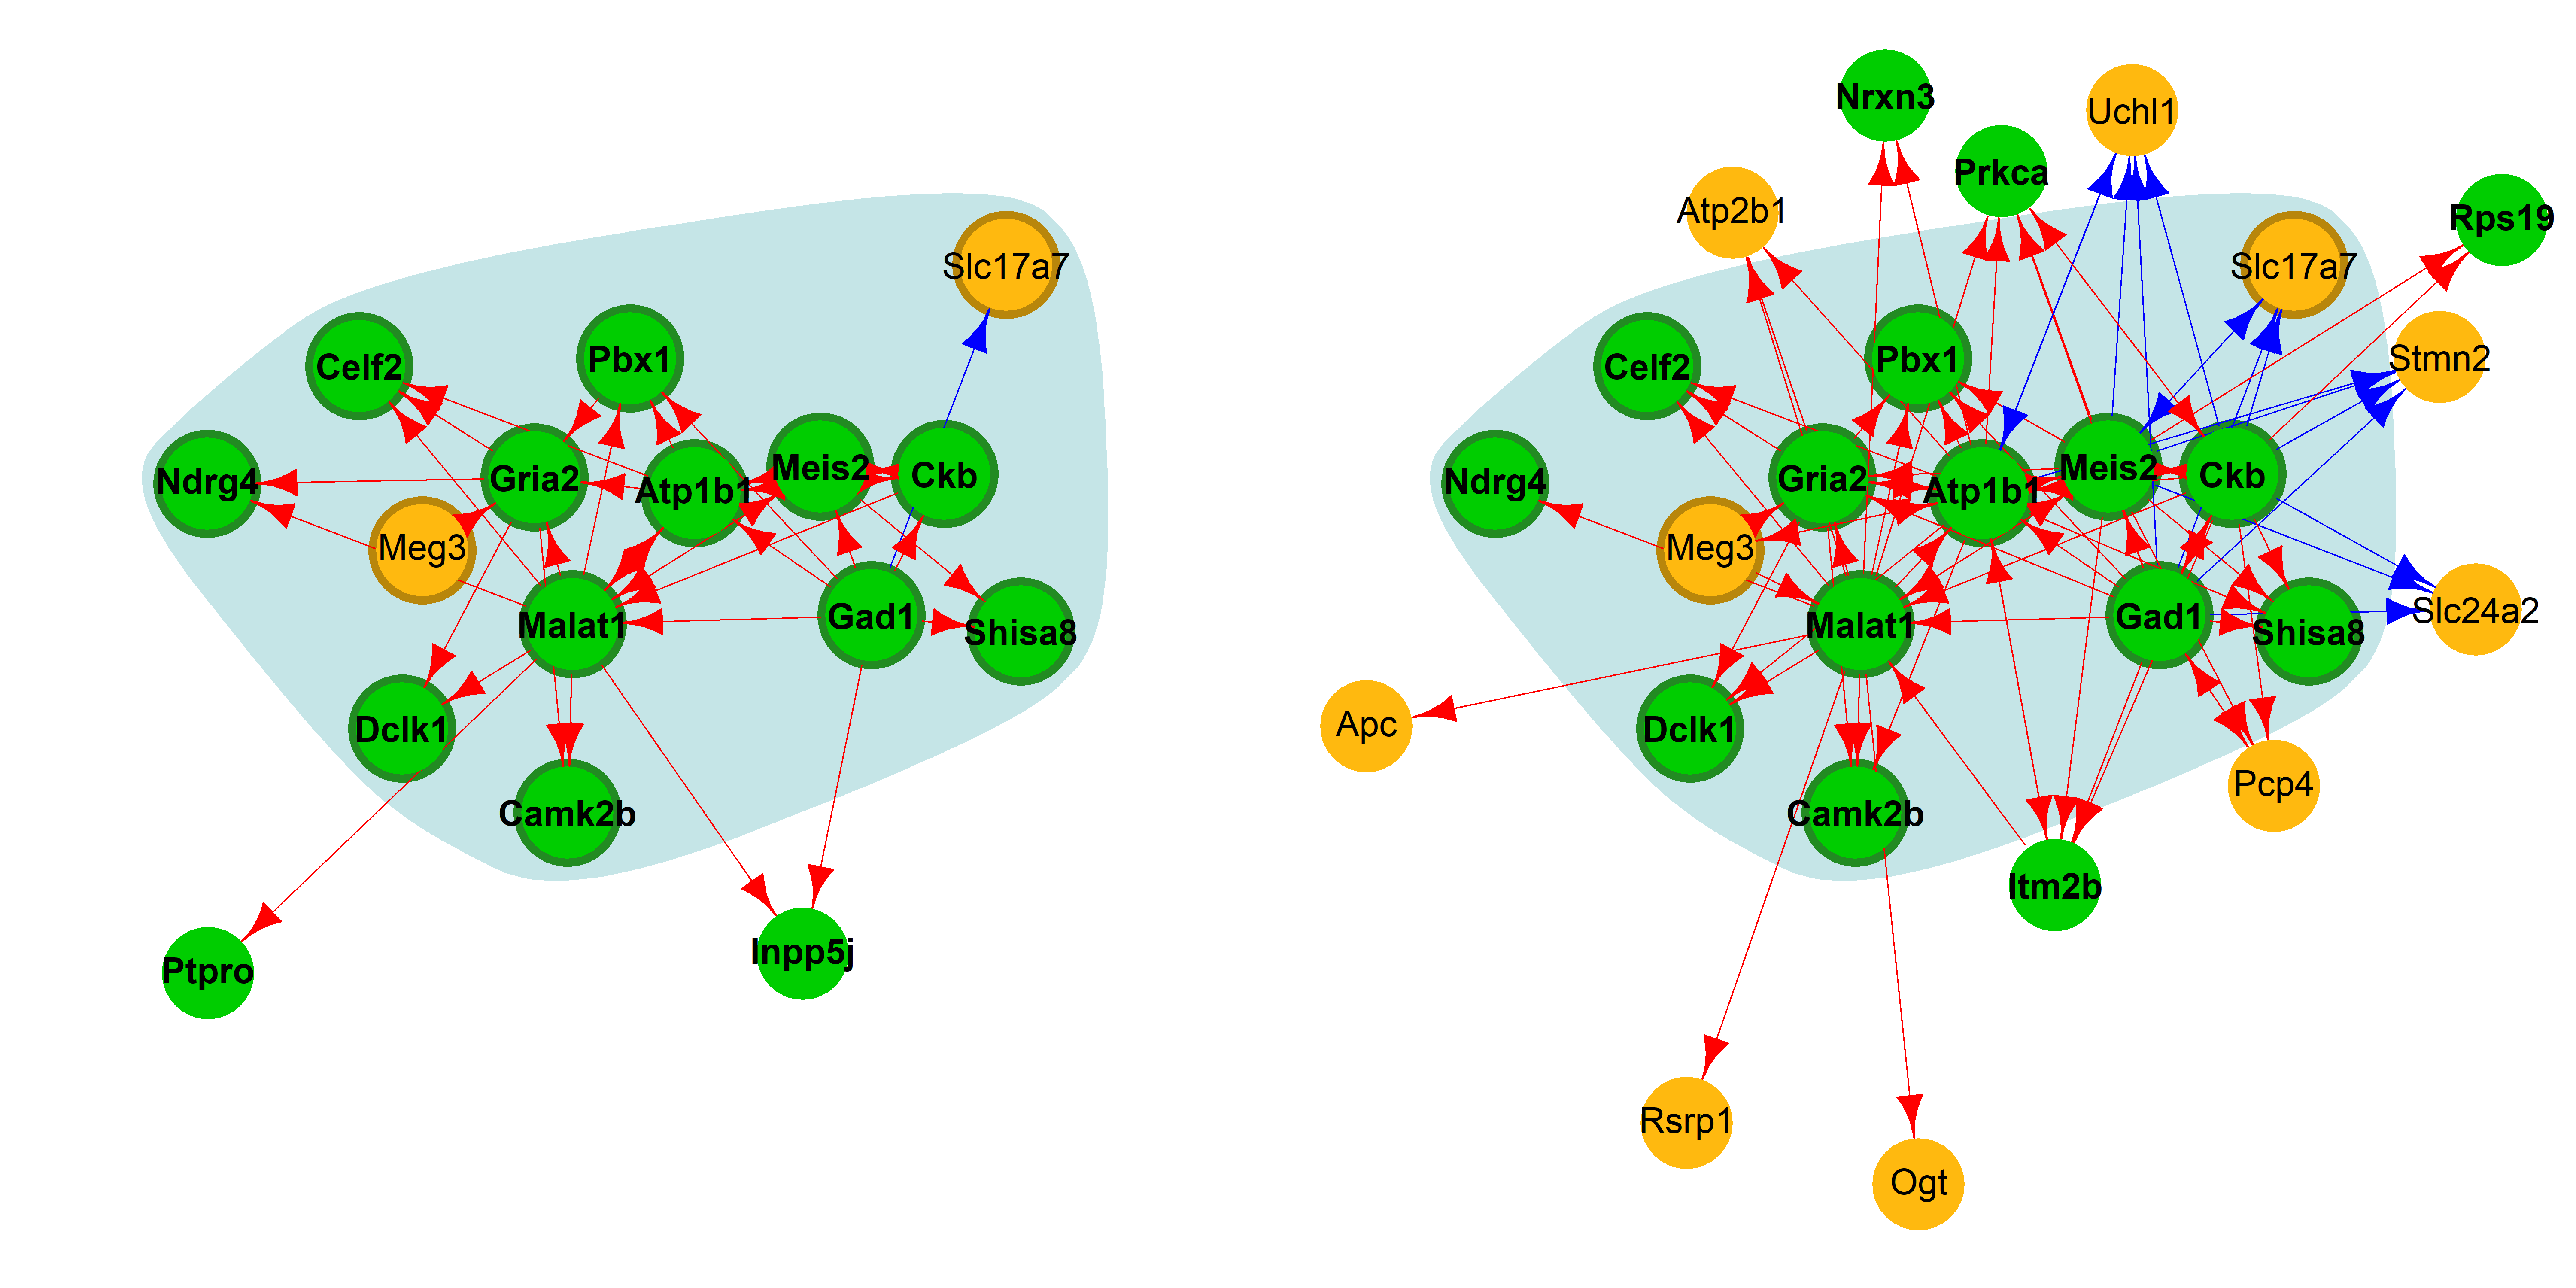 Slc17a7
Celf2
Pbx1
Ndrg4
Gria2
Atp1b1
Meis2
Ckb
Meg3
Malat1
Gad1
Shisa8
Dclk1
Camk2b
Ptpro
Inpp5j
Nrxn3
Uchl1
Prkca
Atp2b1
Rps19
Slc17a7
Stmn2
Celf2
Pbx1
Ndrg4
Gria2
Atp1b1
Meis2
Ckb
Meg3
Malat1
Gad1
Shisa8
Slc24a2
Apc
Dclk1
Camk2b
Pcp4
Itm2b
Rsrp1
Ogt